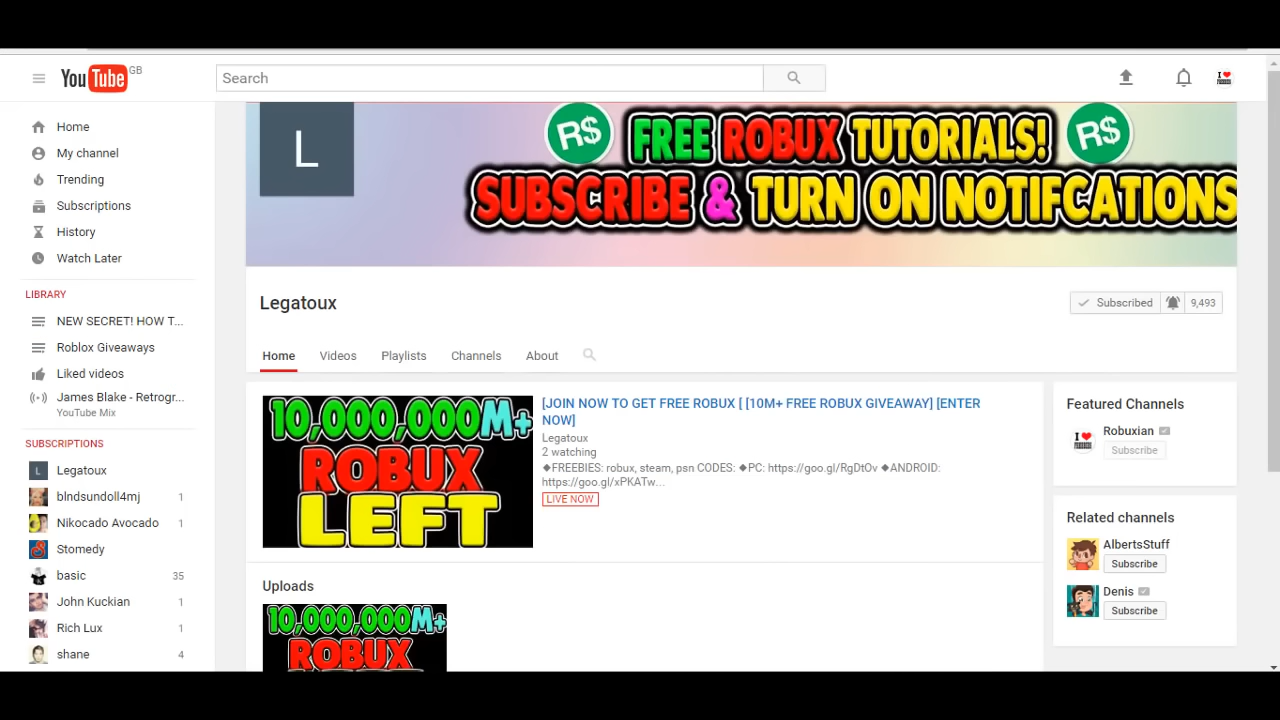 YouTube GB
Search
Home
My channel
Trending
Subscriptions
History
Watch Later
LIBRARY
NEW SECRET! HOW T...
Roblox Giveaways
Liked videos
James Blake - Retrogr...
YouTube Mix
SUBSCRIPTIONS
Legatoux
blndsundoll4mj 1
Nikocado Avocado 1
Stomedy
basic 35
John Kuckian 1
Rich Lux 1
shane 4
L
R$ FREE ROBUX TUTORIALS! R$
SUBSCRIBE & TURN ON NOTIFCATIONS
Legatoux
Subscribed 9,493
Home Videos Playlists Channels About
10,000,000M+
ROBUX
LEFT
[JOIN NOW TO GET FREE ROBUX [ [10M+ FREE ROBUX GIVEAWAY] [ENTER
NOW]
Legatoux
2 watching
◆FREEBIES: robux, steam, psn CODES: ◆PC: https://goo.gl/RgDtOv ◆ANDROID:
https://goo.gl/xPKATw...
LIVE NOW
Uploads
10,000,000M+
ROBUX
Featured Channels
Robuxian
Subscribe
Related channels
AlbertsStuff
Subscribe
Denis
Subscribe